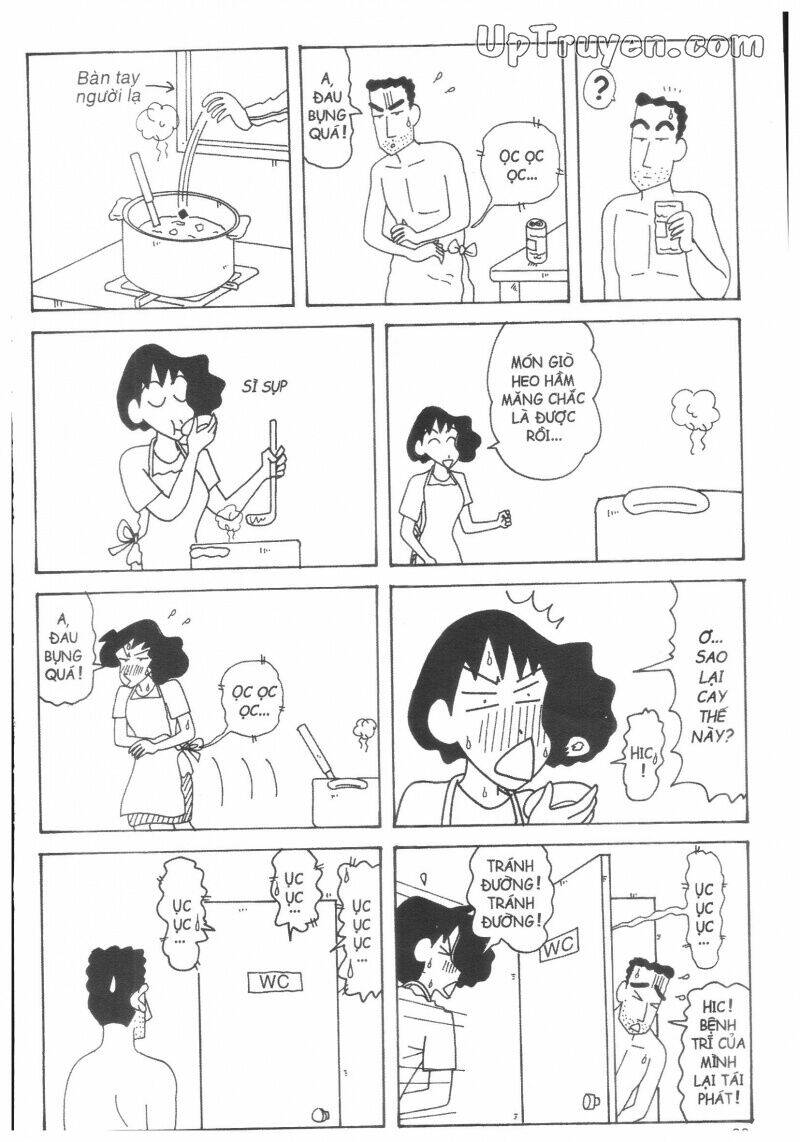 UpTruyen.com
?
A,
ĐAU
BỤNG
QUÁ!
ỌC ỌC
ỌC...
Bàn tay
người lạ
MÓN GIÒ
HEO HẦM
MĂNG CHẮC
LÀ ĐƯỢC
RỒI...
SÌ SỤP
Ơ...
SAO
LẠI
CAY
THẾ
NÀY?
HIC
!
A,
ĐAU
BỤNG
QUÁ!
ỌC ỌC
ỌC...
ỤC
ỤC
ỤC
...
TRÁNH
ĐƯỜNG!
TRÁNH
ĐƯỜNG!
WC
HIC!
BỆNH
TRĨ CỦA
MÌNH
LẠI TÁI
PHÁT!
ỤC
ỤC
ỤC
...
ỤC
ỤC
...
ỤC
ỤC
...
WC